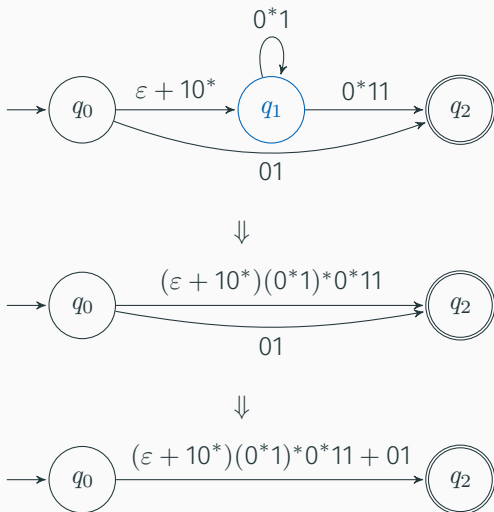 0*1
q₀ ε + 10* q₁ 0*11 q₂
01
⇓
(ε + 10*)(0*1)*0*11
q₀ q₂
01
⇓
(ε + 10*)(0*1)*0*11 + 01
q₀ q₂